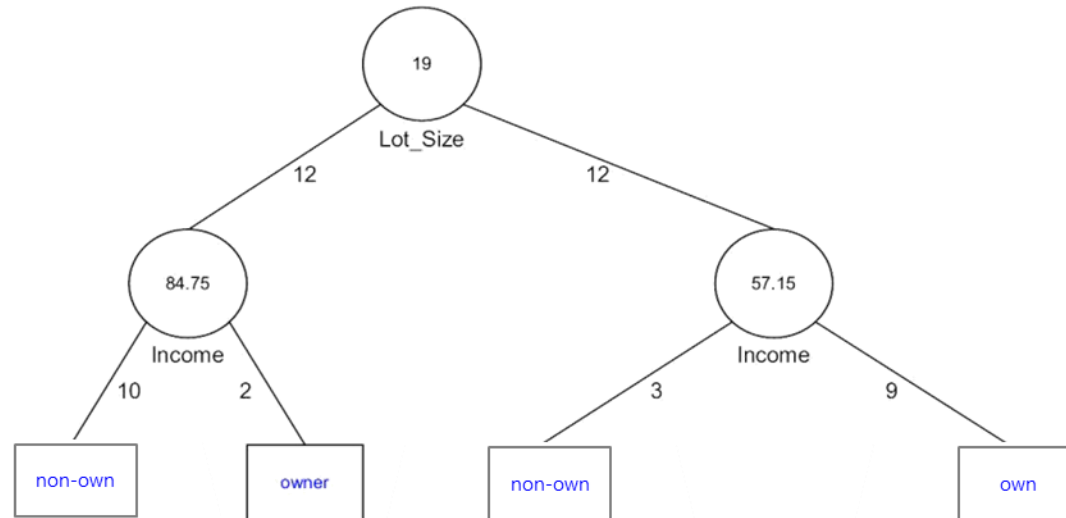 19
Lot_Size
12
12
84.75
57.15
Income
Income
10
2
3
9
non-own
owner
non-own
own